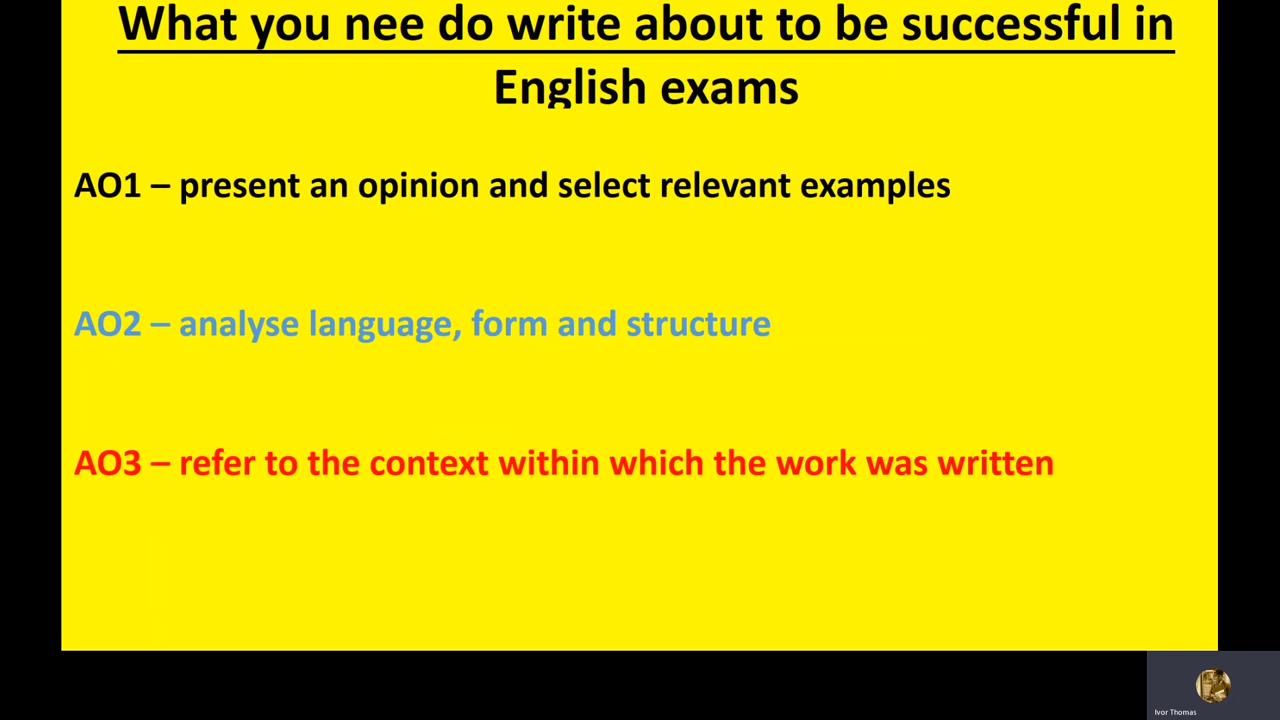 What you nee do write about to be successful in
English exams
AO1 – present an opinion and select relevant examples
AO2 – analyse language, form and structure
AO3 – refer to the context within which the work was written
Ivor Thomas